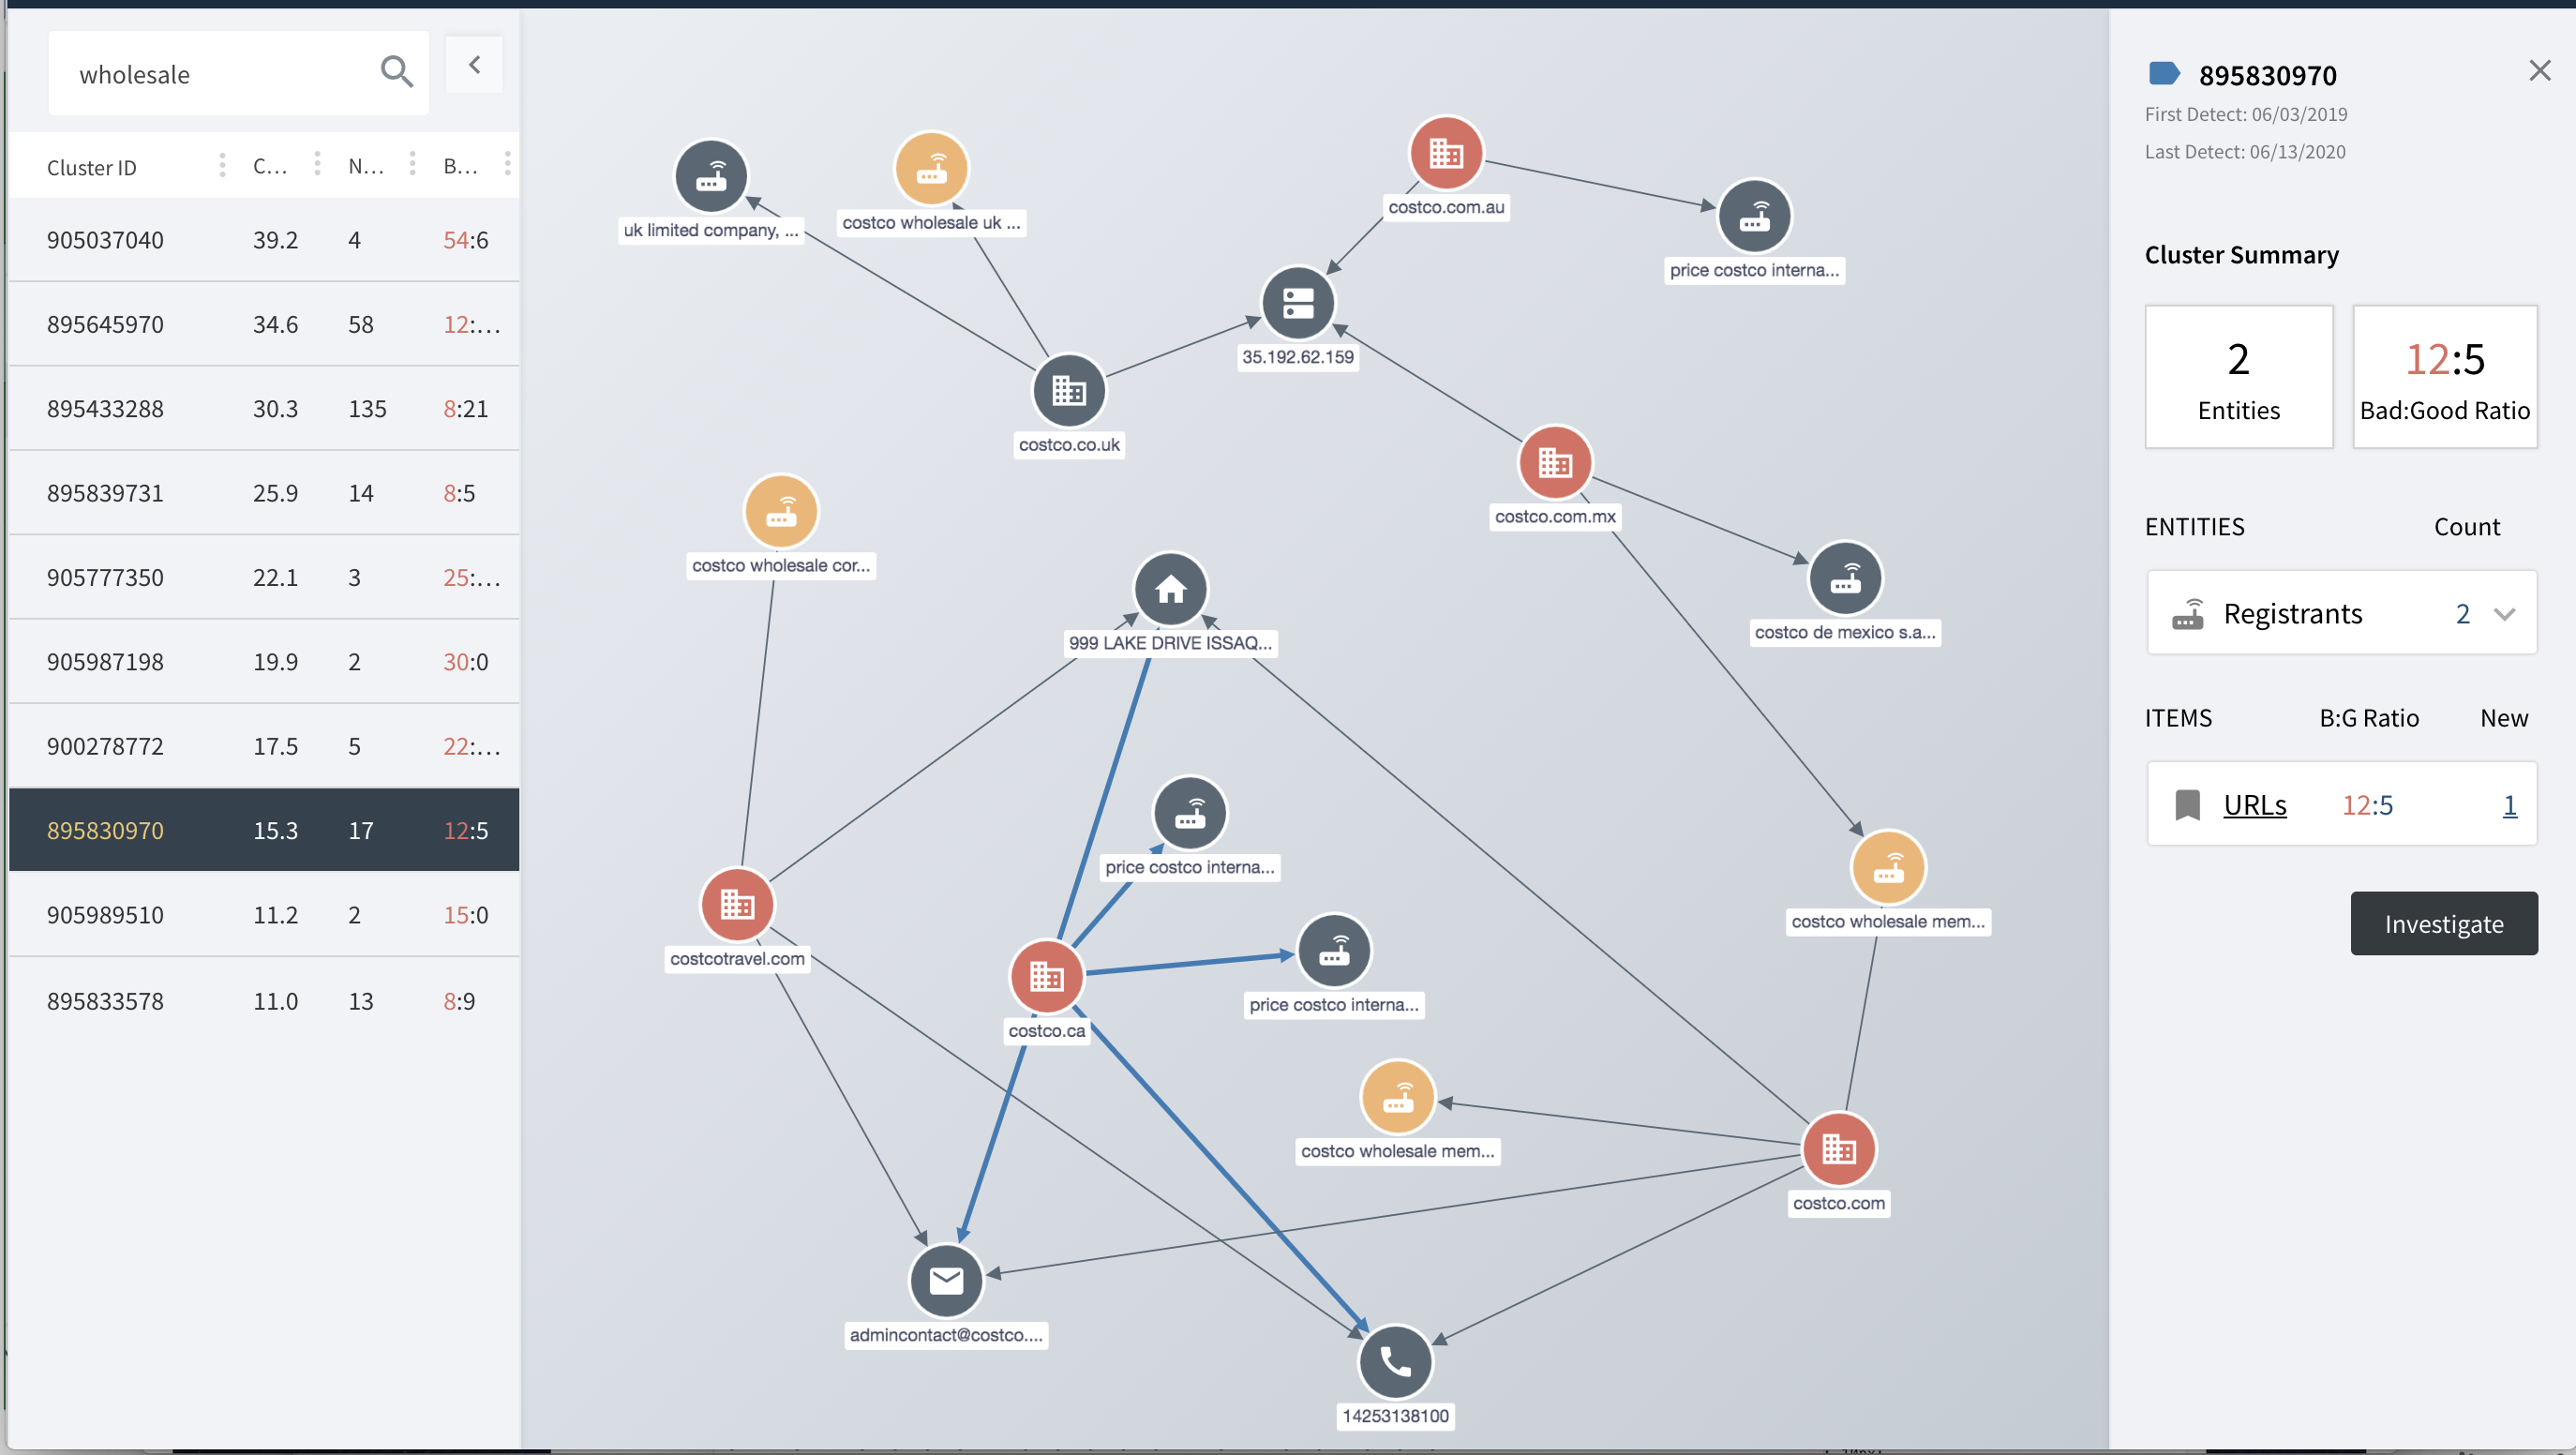 wholesale
Cluster ID C... N... B...
905037040 39.2 4 54:6
895645970 34.6 58 12:...
895433288 30.3 135 8:21
895839731 25.9 14 8:5
905777350 22.1 3 25:...
905987198 19.9 2 30:0
900278772 17.5 5 22:...
895830970 15.3 17 12:5
905989510 11.2 2 15:0
895833578 11.0 13 8:9
uk limited company, ...
costco wholesale uk ...
costco.com.au
price costco interna...
35.192.62.159
costco.co.uk
costco.com.mx
costco wholesale cor...
costco de mexico s.a...
999 LAKE DRIVE ISSAQ...
price costco interna...
costco wholesale mem...
costcotravel.com
price costco interna...
costco.ca
costco wholesale mem...
costco.com
admincontact@costco....
14253138100
895830970
First Detect: 06/03/2019
Last Detect: 06/13/2020
Cluster Summary
2
Entities
12:5
Bad:Good Ratio
ENTITIES Count
Registrants 2
ITEMS B:G Ratio New
URLs 12:5 1
Investigate